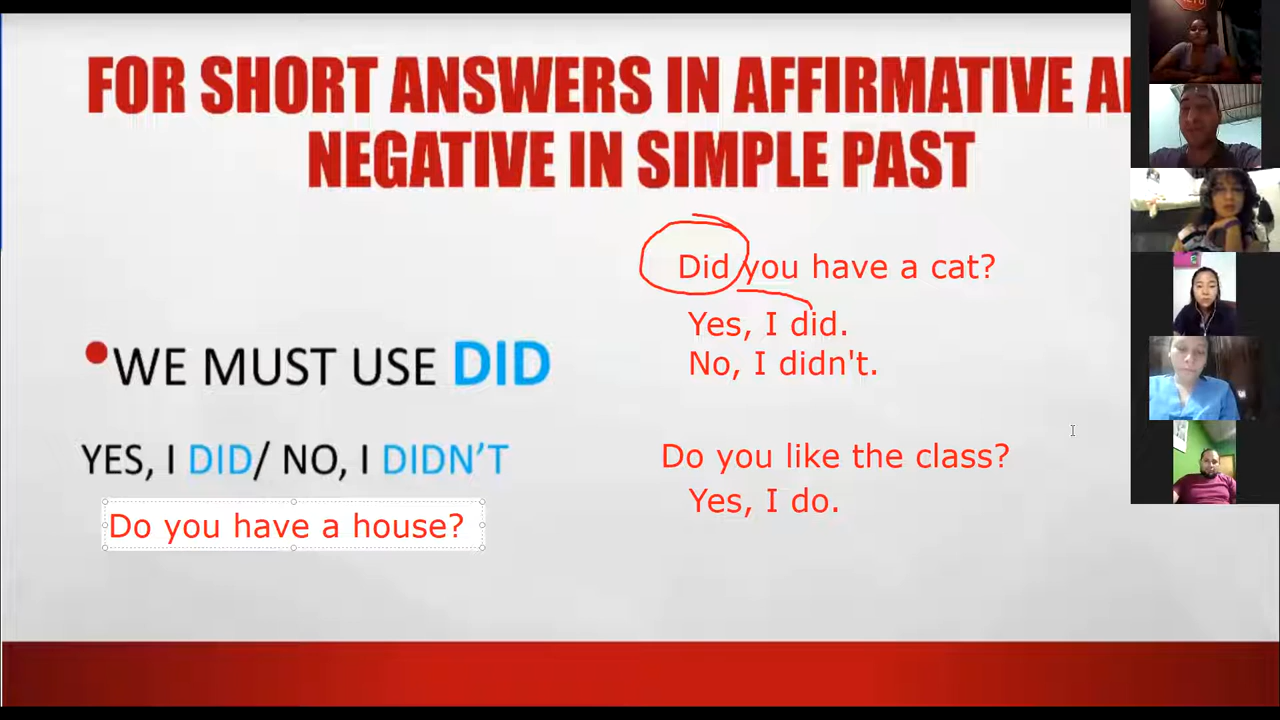 FOR SHORT ANSWERS IN AFFIRMATIVE
NEGATIVE IN SIMPLE PAST
Did you have a cat?
Yes, I did.
No, I didn't.
•WE MUST USE DID
YES, I DID/ NO, I DIDN'T
Do you have a house?
Do you like the class?
Yes, I do.